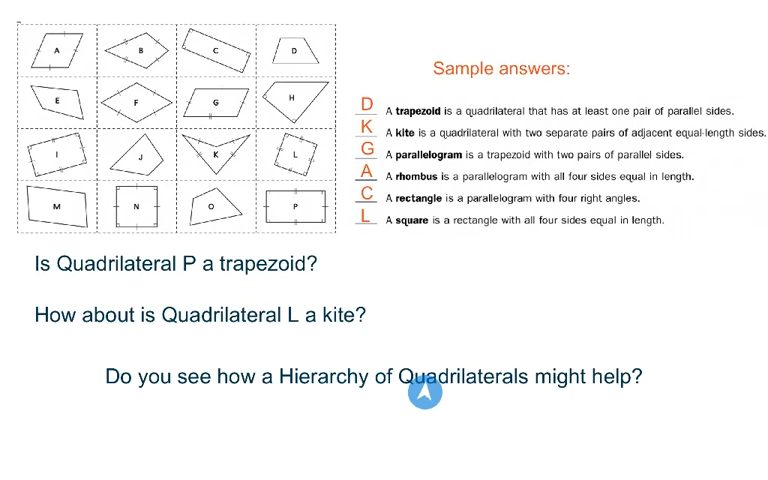 A B C D
E F G H
I J K L
M N O P
Sample answers:
D A trapezoid is a quadrilateral that has at least one pair of parallel sides.
K A kite is a quadrilateral with two separate pairs of adjacent equal-length sides.
G A parallelogram is a trapezoid with two pairs of parallel sides.
A A rhombus is a parallelogram with all four sides equal in length.
C A rectangle is a parallelogram with four right angles.
L A square is a rectangle with all four sides equal in length.
Is Quadrilateral P a trapezoid?
How about is Quadrilateral L a kite?
Do you see how a Hierarchy of Quadrilaterals might help?